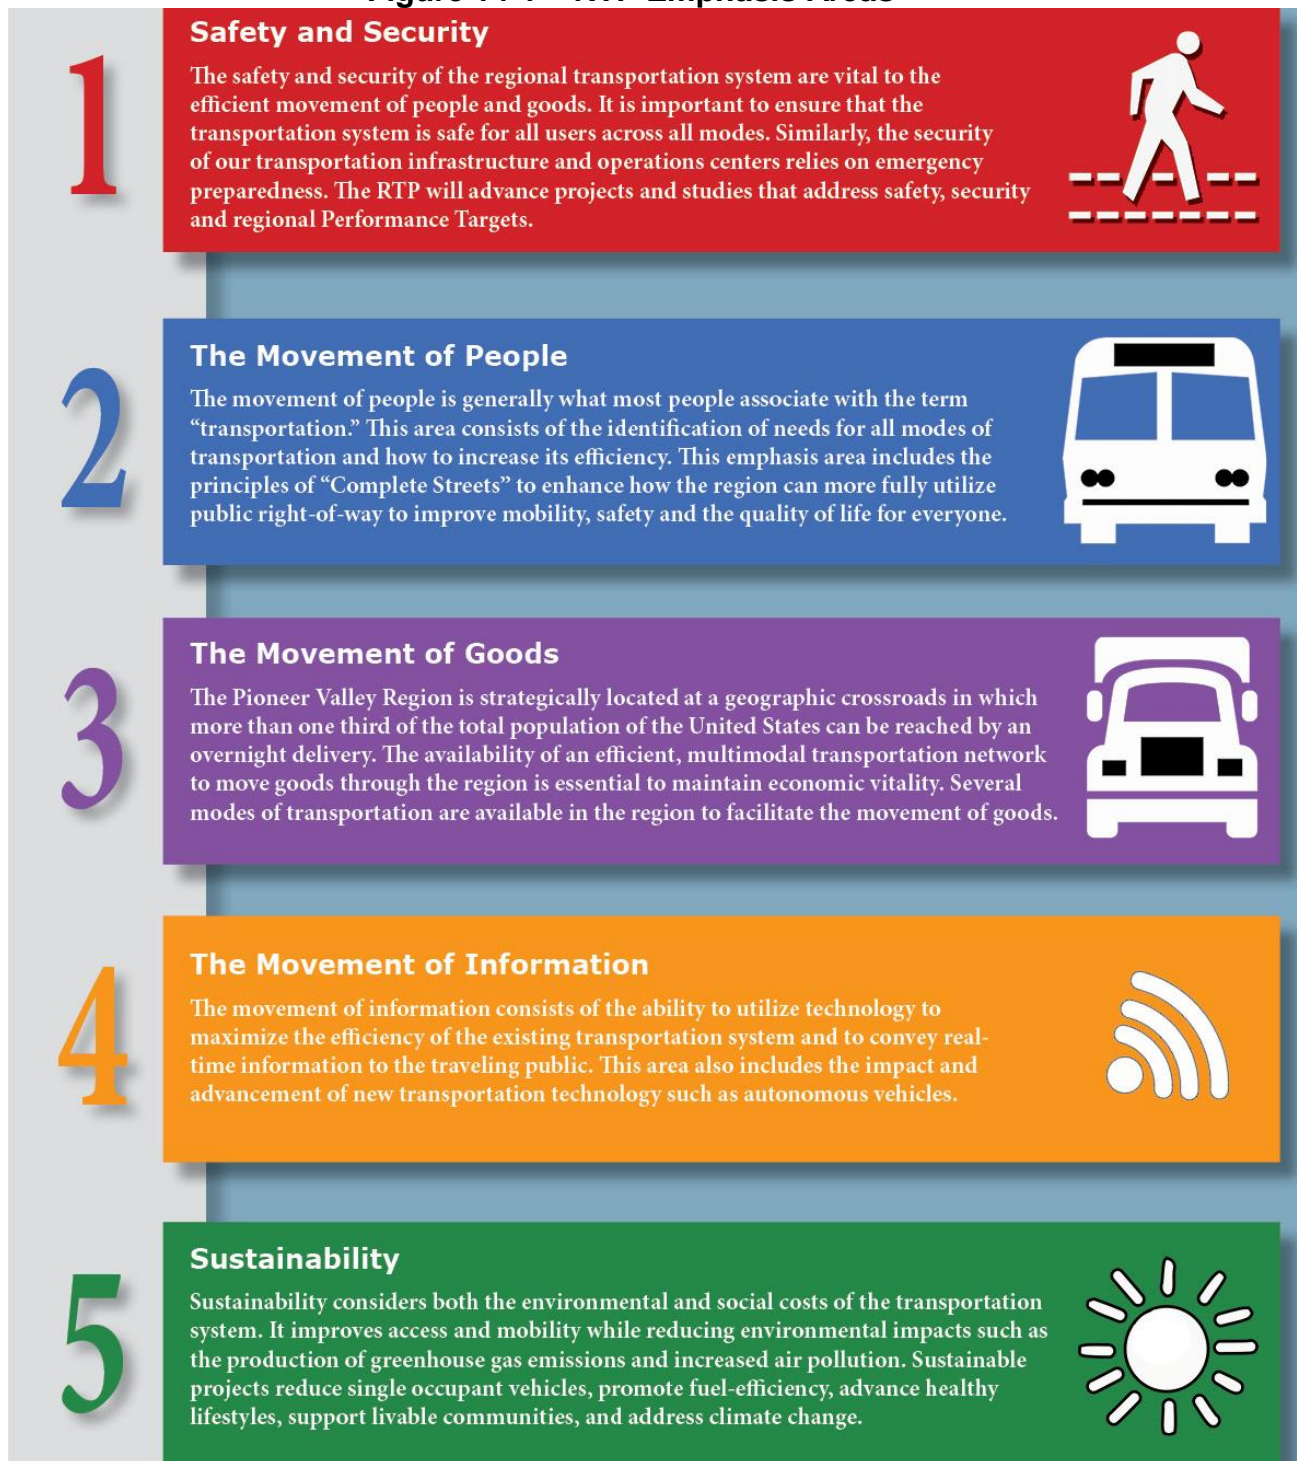 Figure 14-1 – RTP Emphasis Areas
1
Safety and Security
The safety and security of the regional transportation system are vital to the
efficient movement of people and goods. It is important to ensure that the
transportation system is safe for all users across all modes. Similarly, the security
of our transportation infrastructure and operations centers relies on emergency
preparedness. The RTP will advance projects and studies that address safety, security
and regional Performance Targets.
2
The Movement of People
The movement of people is generally what most people associate with the term
“transportation.” This area consists of the identification of needs for all modes of
transportation and how to increase its efficiency. This emphasis area includes the
principles of “Complete Streets” to enhance how the region can more fully utilize
public right-of-way to improve mobility, safety and the quality of life for everyone.
3
The Movement of Goods
The Pioneer Valley Region is strategically located at a geographic crossroads in which
more than one third of the total population of the United States can be reached by an
overnight delivery. The availability of an efficient, multimodal transportation network
to move goods through the region is essential to maintain economic vitality. Several
modes of transportation are available in the region to facilitate the movement of goods.
4
The Movement of Information
The movement of information consists of the ability to utilize technology to
maximize the efficiency of the existing transportation system and to convey real-
time information to the traveling public. This area also includes the impact and
advancement of new transportation technology such as autonomous vehicles.
5
Sustainability
Sustainability considers both the environmental and social costs of the transportation
system. It improves access and mobility while reducing environmental impacts such as
the production of greenhouse gas emissions and increased air pollution. Sustainable
projects reduce single occupant vehicles, promote fuel-efficiency, advance healthy
lifestyles, support livable communities, and address climate change.